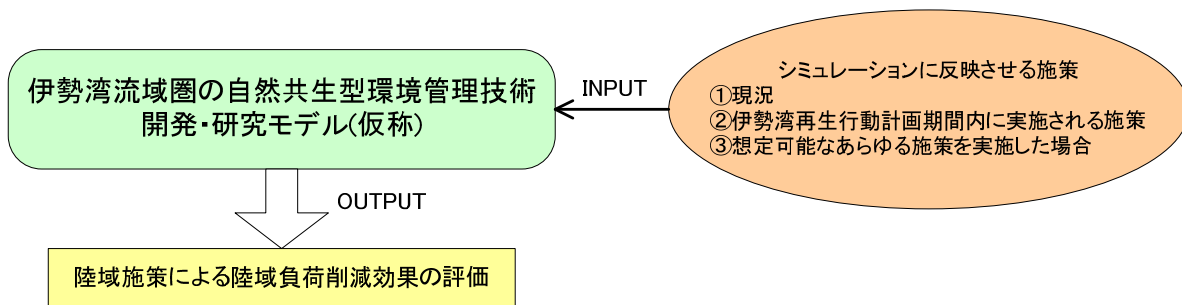 伊勢湾流域圏の自然共生型環境管理技術
開発・研究モデル(仮称)
INPUT
シミュレーションに反映させる施策
①現況
②伊勢湾再生行動計画期間内に実施される施策
③想定可能なあらゆる施策を実施した場合
OUTPUT
陸域施策による陸域負荷削減効果の評価